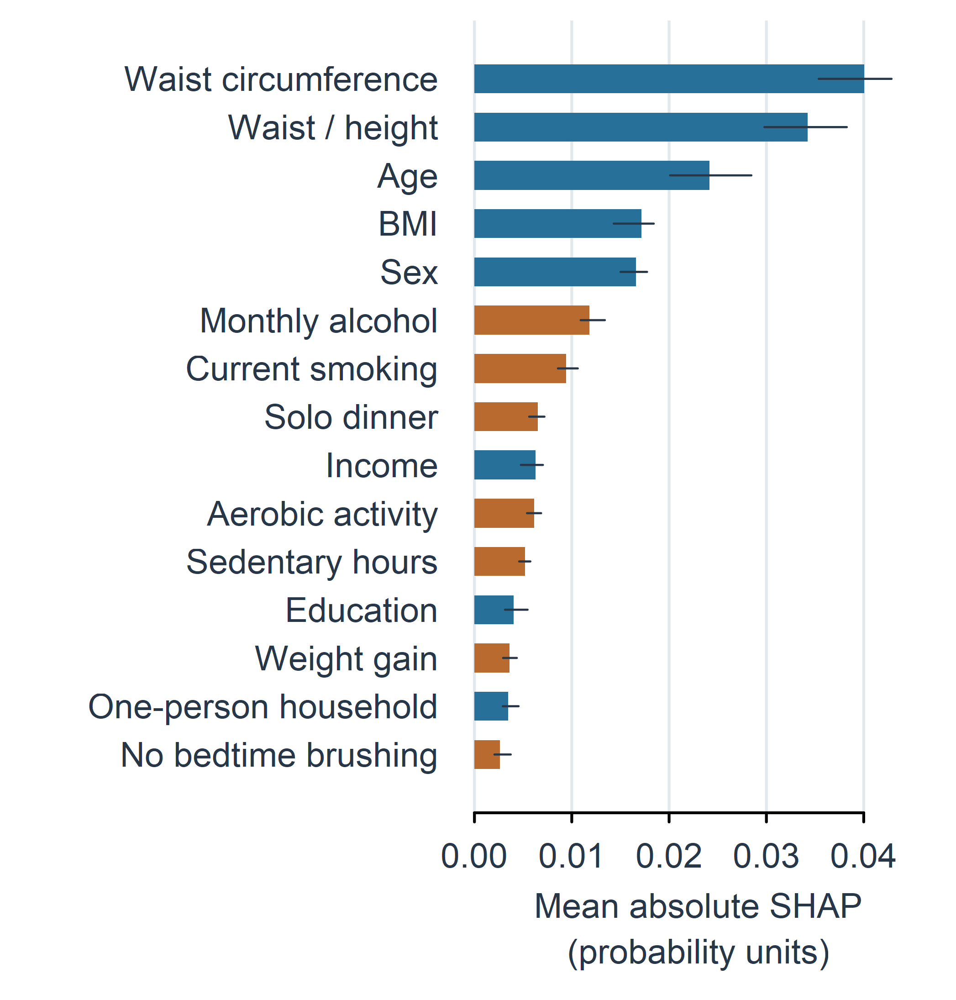 Waist circumference
Waist / height
Age
BMI
Sex
Monthly alcohol
Current smoking
Solo dinner
Income
Aerobic activity
Sedentary hours
Education
Weight gain
One-person household
No bedtime brushing
0.00 0.01 0.02 0.03 0.04
Mean absolute SHAP
(probability units)